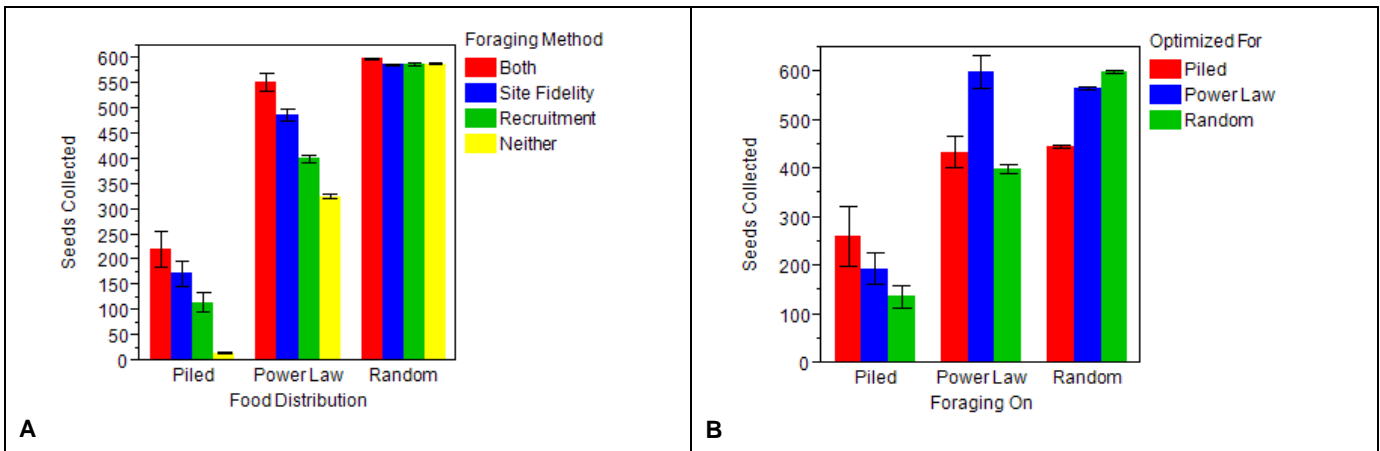 Foraging Method
Both
Site Fidelity
Recruitment
Neither
Seeds Collected
600
550
500
450
400
350
300
250
200
150
100
50
0
Piled Power Law Random
Food Distribution
A
Optimized For
Piled
Power Law
Random
Seeds Collected
600
500
400
300
200
100
0
Piled Power Law Random
Foraging On
B